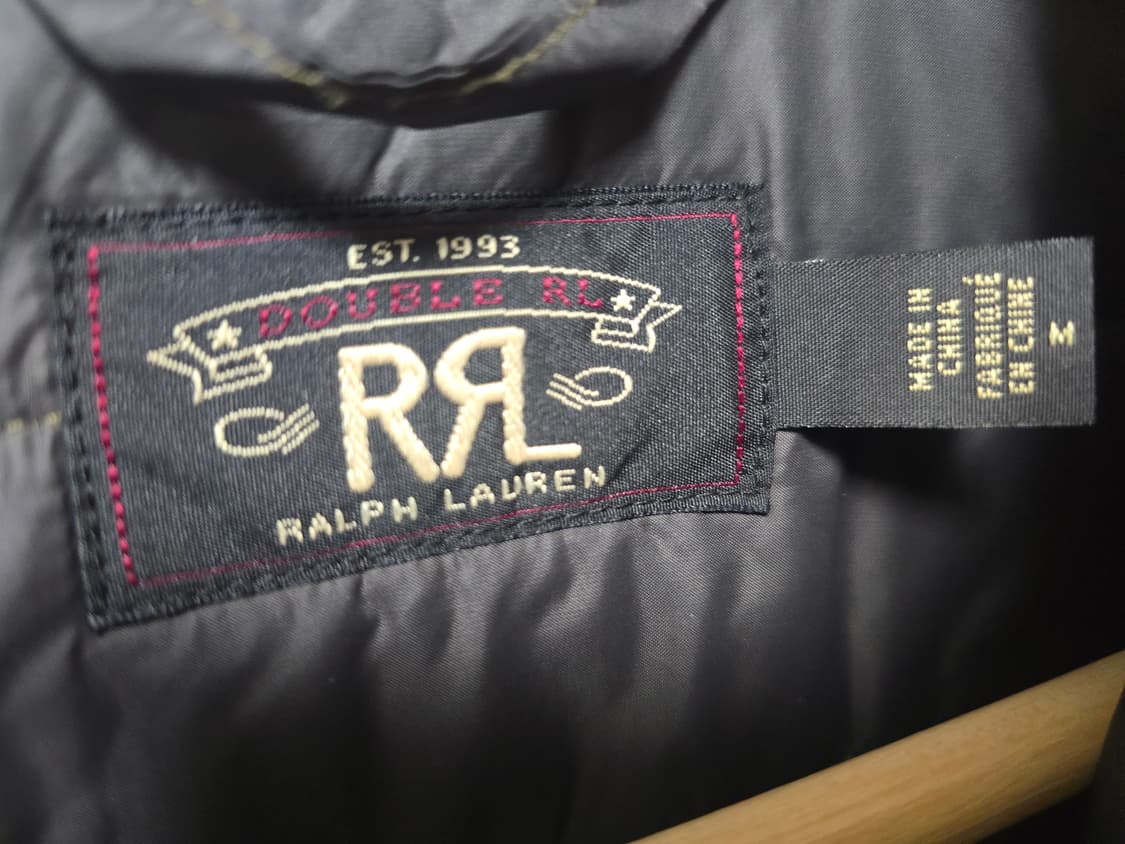 EST. 1993
DOUBLE RL
RRL
RALPH LAUREN
MADE IN
CHINA
FABRIQUÉ
EN CHINE
M